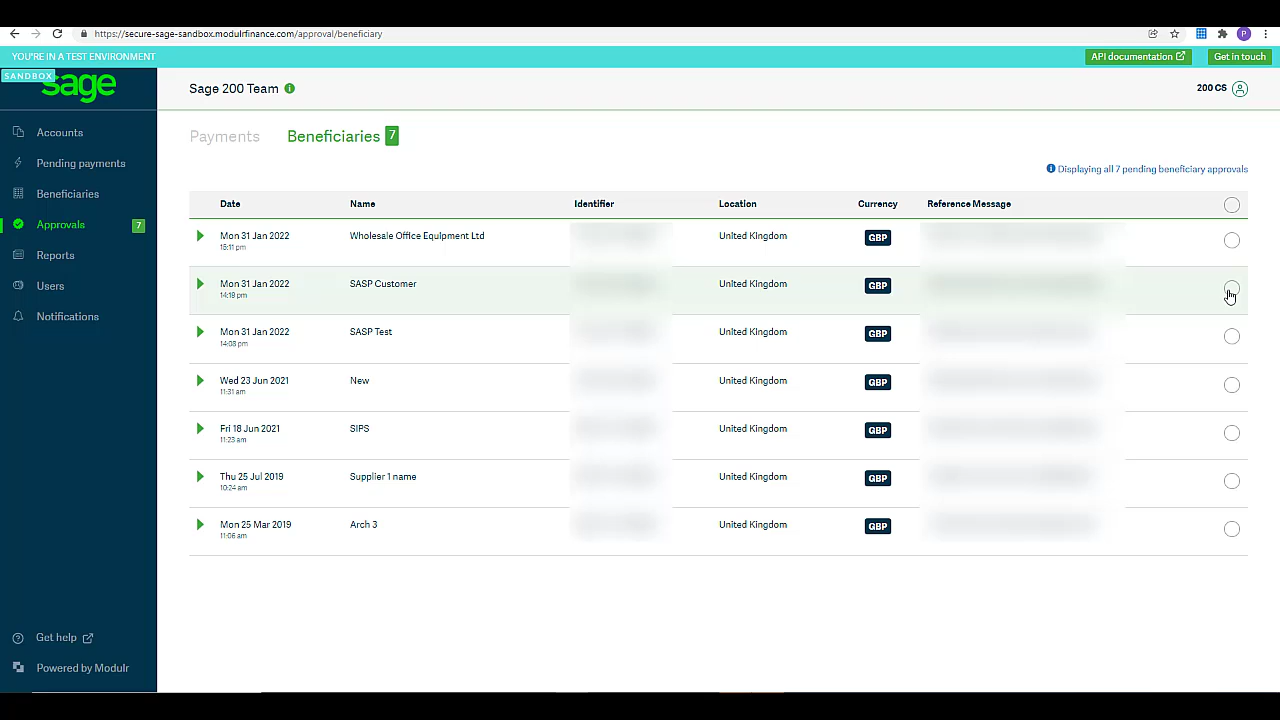 https://secure-sage-sandbox.modulrfinance.com/approval/beneficiary
P
YOU'RE IN A TEST ENVIRONMENT
API documentation
Get in touch
SANDBOX
sage
Sage 200 Team
200 CS
Accounts
Pending payments
Beneficiaries
Approvals 7
Reports
Users
Notifications
Get help
Powered by Modulr
Payments Beneficiaries 7
Displaying all 7 pending beneficiary approvals
Date Name Identifier Location Currency Reference Message
Mon 31 Jan 2022 Wholesale Office Equipment Ltd United Kingdom GBP
15:11 pm
Mon 31 Jan 2022 SASP Customer United Kingdom GBP
14:19 pm
Mon 31 Jan 2022 SASP Test United Kingdom GBP
14:08 pm
Wed 23 Jun 2021 New United Kingdom GBP
11:31 am
Fri 18 Jun 2021 SIPS United Kingdom GBP
11:23 am
Thu 25 Jul 2019 Supplier 1 name United Kingdom GBP
10:24 am
Mon 25 Mar 2019 Arch 3 United Kingdom GBP
11:06 am